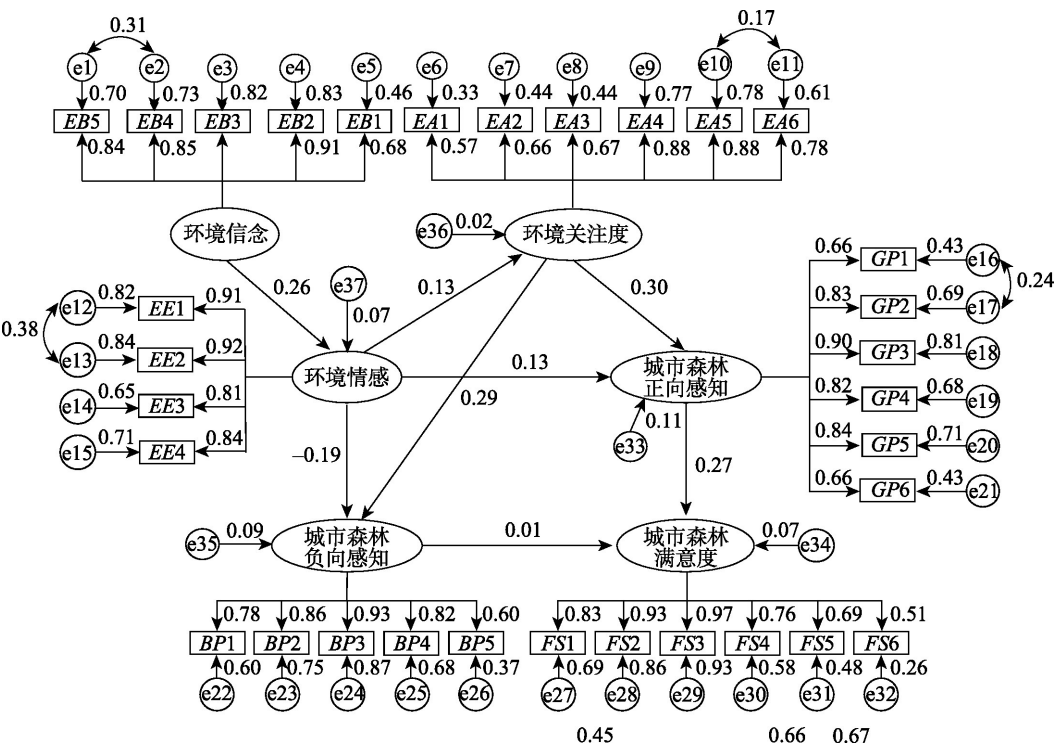 0.31
0.17
e1 e2 e3 e4 e5 e6 e7 e8 e9 e10 e11
0.70 0.73 0.82 0.83 0.46 0.33 0.44 0.44 0.77 0.78 0.61
EB5 EB4 EB3 EB2 EB1 EA1 EA2 EA3 EA4 EA5 EA6
0.84 0.85 0.91 0.68 0.57 0.66 0.67 0.88 0.88 0.78
环境信念
e36 0.02
环境关注度
0.26
e37
0.07
0.13
0.30
0.38
e12 0.82 EE1 0.91
e13 0.84 EE2 0.92
e14 0.65 EE3 0.81
e15 0.71 EE4 0.84
环境情感
0.13
0.29
城市森林
正向感知
0.11
e33
0.66 GP1 0.43 e16
0.24
0.83 GP2 0.69 e17
0.90 GP3 0.81 e18
0.82 GP4 0.68 e19
0.84 GP5 0.71 e20
0.66 GP6 0.43 e21
–0.19
0.27
e35 0.09
城市森林
负向感知
0.01
城市森林
满意度
0.07 e34
0.78 0.86 0.93 0.82 0.60 0.83 0.93 0.97 0.76 0.69 0.51
BP1 BP2 BP3 BP4 BP5 FS1 FS2 FS3 FS4 FS5 FS6
0.60 0.75 0.87 0.68 0.37 0.69 0.86 0.93 0.58 0.48 0.26
e22 e23 e24 e25 e26 e27 e28 e29 e30 e31 e32
0.45 0.66 0.67